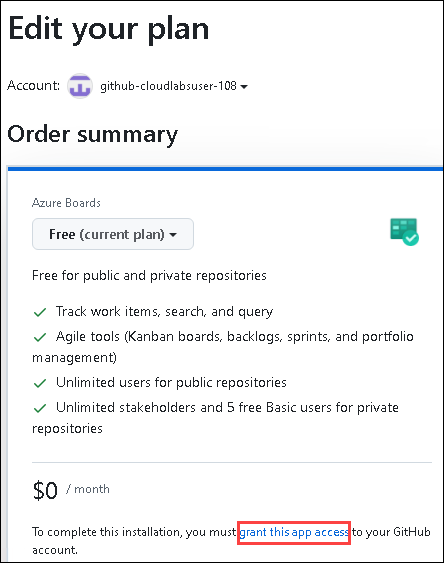 Edit your plan
Account: github-cloudlabsuser-108
Order summary
Azure Boards
Free (current plan)
Free for public and private repositories
Track work items, search, and query
Agile tools (Kanban boards, backlogs, sprints, and portfolio
management)
Unlimited users for public repositories
Unlimited stakeholders and 5 free Basic users for private
repositories
$0 / month
To complete this installation, you must grant this app access to your GitHub
account.